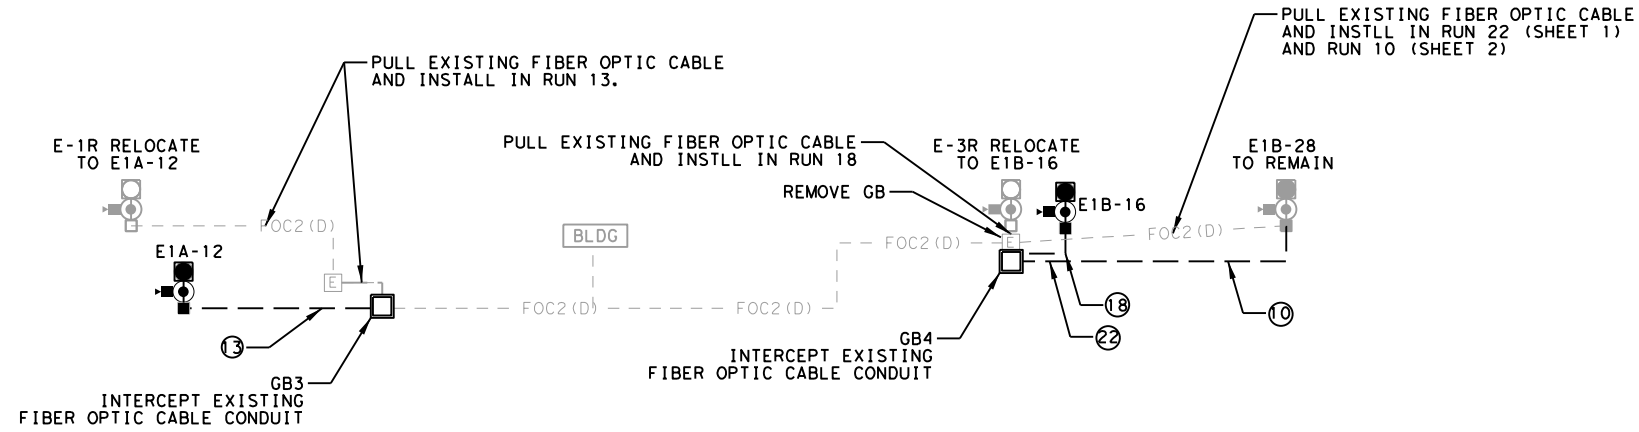 PULL EXISTING FIBER OPTIC CABLE
AND INSTLL IN RUN 22 (SHEET 1)
AND RUN 10 (SHEET 2)
PULL EXISTING FIBER OPTIC CABLE
AND INSTALL IN RUN 13.
E-1R RELOCATE
TO E1A-12
PULL EXISTING FIBER OPTIC CABLE
AND INSTLL IN RUN 18
REMOVE GB
E-3R RELOCATE
TO E1B-16
E1B-28
TO REMAIN
E1B-16
FOC2(D)
BLDG
FOC2(D)
E
FOC2(D)
E1A-12
E
FOC2(D)
FOC2(D)
13
18
10
22
GB3
INTERCEPT EXISTING
FIBER OPTIC CABLE CONDUIT
GB4
INTERCEPT EXISTING
FIBER OPTIC CABLE CONDUIT